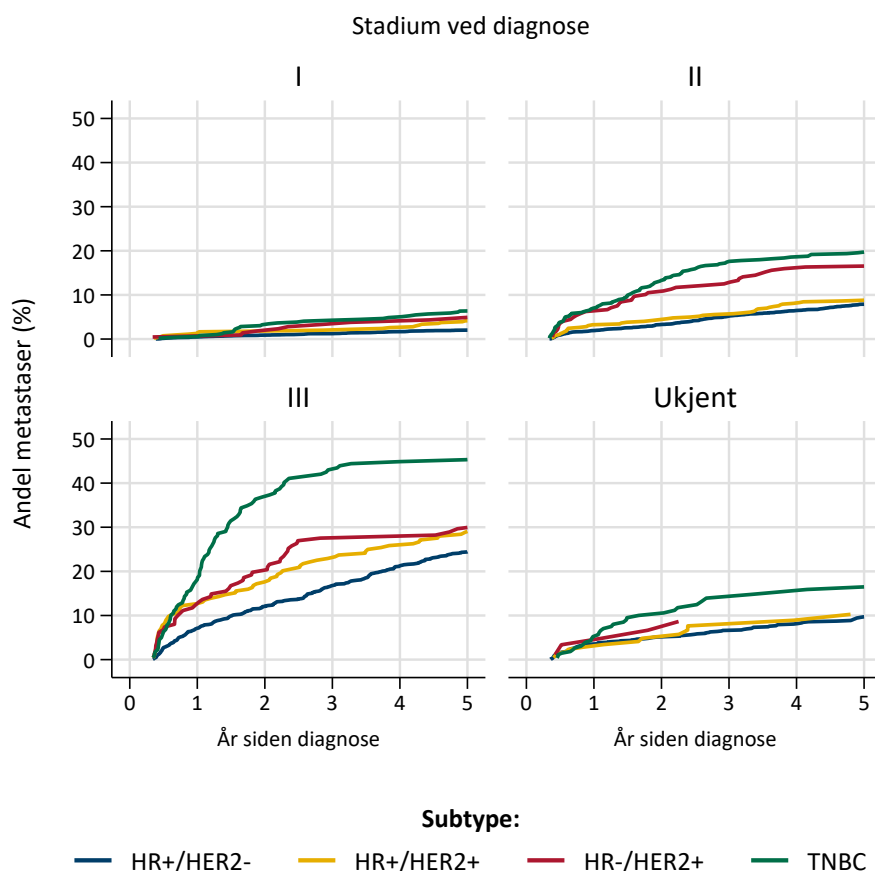 Stadium ved diagnose
I II
50
40
30
20
10
0
III Ukjent
50
40
30
20
10
0
0 1 2 3 4 5 0 1 2 3 4 5
År siden diagnose År siden diagnose
Andel metastaser (%)
Subtype:
HR+/HER2- HR+/HER2+ HR-/HER2+ TNBC